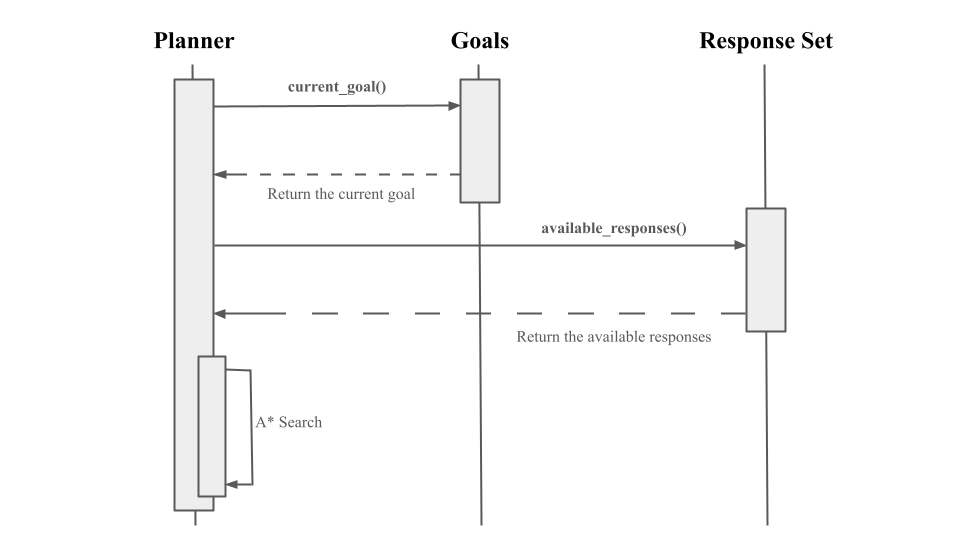 Planner
Goals
Response Set
current_goal()
Return the current goal
available_responses()
Return the available responses
A* Search